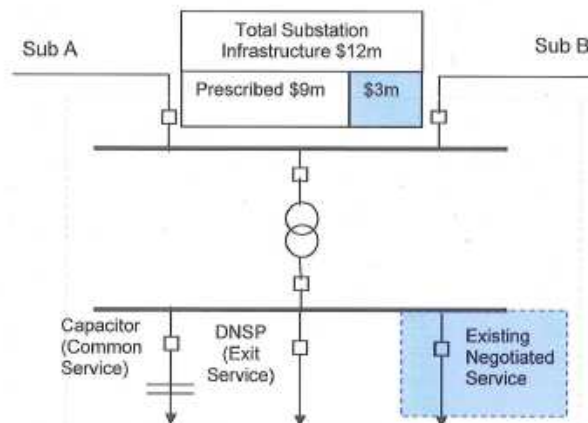 Total Substation
Infrastructure $12m
Sub A
Sub B
Prescribed $9m
$3m
Capacitor
(Common
Service)
DNSP
(Exit
Service)
Existing
Negotiated
Service